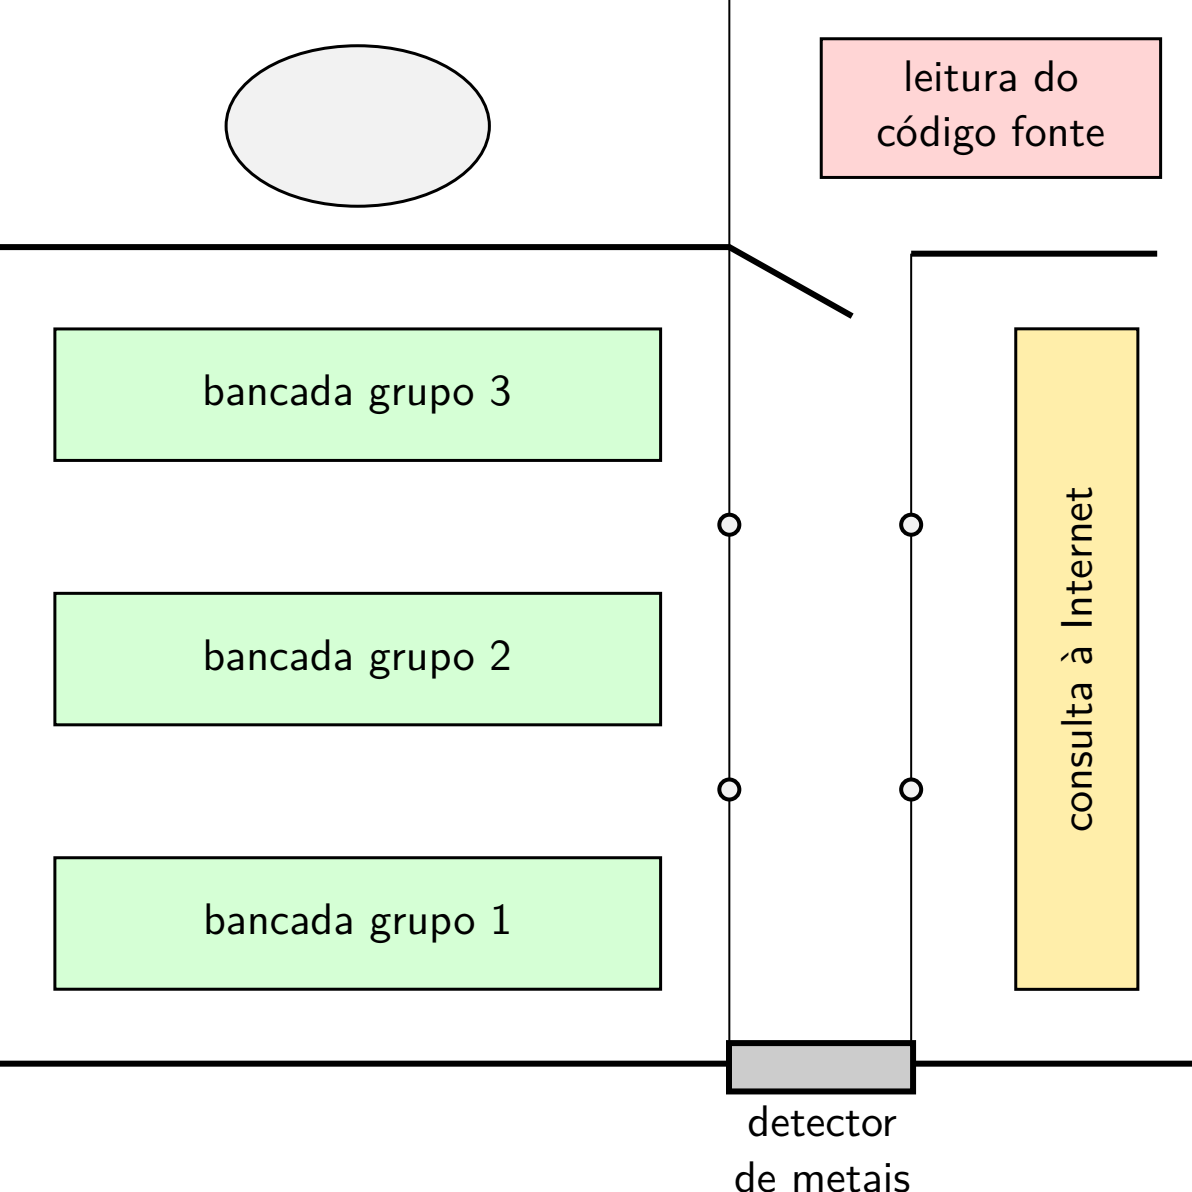 leitura do
código fonte
bancada grupo 3
bancada grupo 2
consulta à Internet
bancada grupo 1
detector
de metais